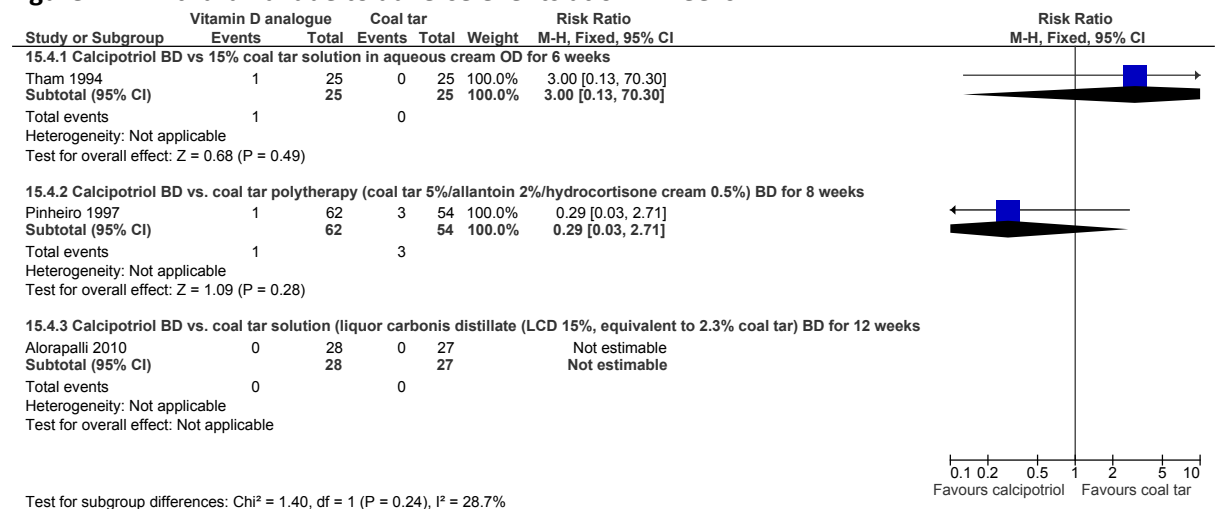 Vitamin D analogue Coal tar Risk Ratio Risk Ratio
Study or Subgroup Events Total Events Total Weight M-H, Fixed, 95% CI M-H, Fixed, 95% CI
15.4.1 Calcipotriol BD vs 15% coal tar solution in aqueous cream OD for 6 weeks
Tham 1994 1 25 0 25 100.0% 3.00 [0.13, 70.30]
Subtotal (95% CI) 25 25 100.0% 3.00 [0.13, 70.30]
Total events 1 0
Heterogeneity: Not applicable
Test for overall effect: Z = 0.68 (P = 0.49)
15.4.2 Calcipotriol BD vs. coal tar polytherapy (coal tar 5%/allantoin 2%/hydrocortisone cream 0.5%) BD for 8 weeks
Pinheiro 1997 1 62 3 54 100.0% 0.29 [0.03, 2.71]
Subtotal (95% CI) 62 54 100.0% 0.29 [0.03, 2.71]
Total events 1 3
Heterogeneity: Not applicable
Test for overall effect: Z = 1.09 (P = 0.28)
15.4.3 Calcipotriol BD vs. coal tar solution (liquor carbonis distillate (LCD 15%, equivalent to 2.3% coal tar) BD for 12 weeks
Alorapalli 2010 0 28 0 27 Not estimable
Subtotal (95% CI) 28 27 Not estimable
Total events 0 0
Heterogeneity: Not applicable
Test for overall effect: Not applicable
0.1 0.2 0.5 1 2 5 10
Favours calcipotriol Favours coal tar
Test for subgroup differences: Chi² = 1.40, df = 1 (P = 0.24), I² = 28.7%